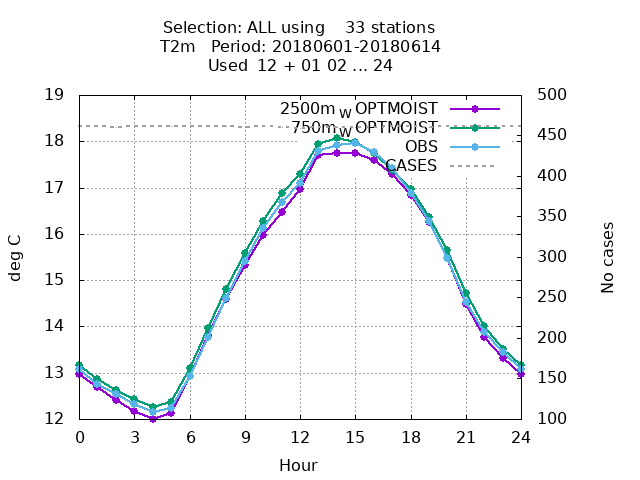 Selection: ALL using 33 stations
T2m Period: 20180601-20180614
Used 12 + 01 02 ... 24
19
18
17
16
15
14
13
12
500
450
400
350
300
250
200
150
100
2500m_W OPTMOIST
750m_W OPTMOIST
OBS
CASES
deg C
No cases
0 3 6 9 12 15 18 21 24
Hour